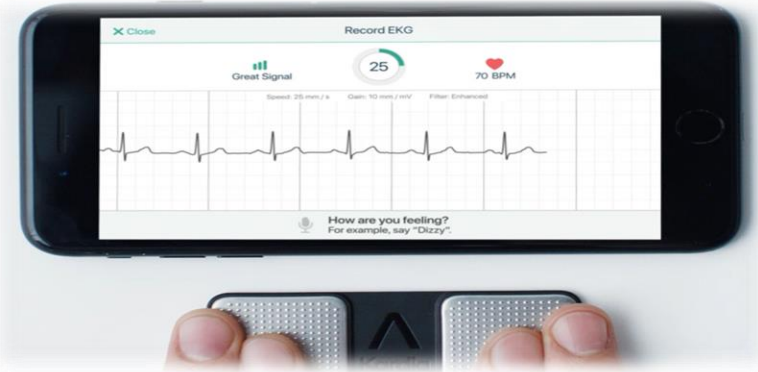 X Close
Record EKG
Great Signal
25
70 BPM
Speed: 25 mm / s Gain: 10 mm / mV Filter: Enhanced
How are you feeling?
For example, say "Dizzy".